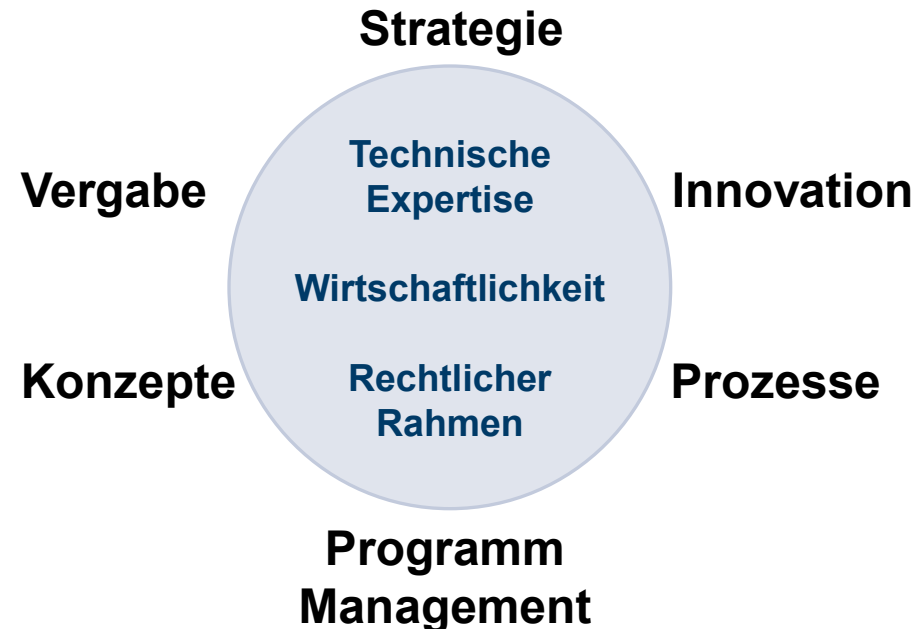 Strategie
Technische
Expertise
Vergabe
Innovation
Wirtschaftlichkeit
Konzepte
Rechtlicher
Rahmen
Prozesse
Programm
Management